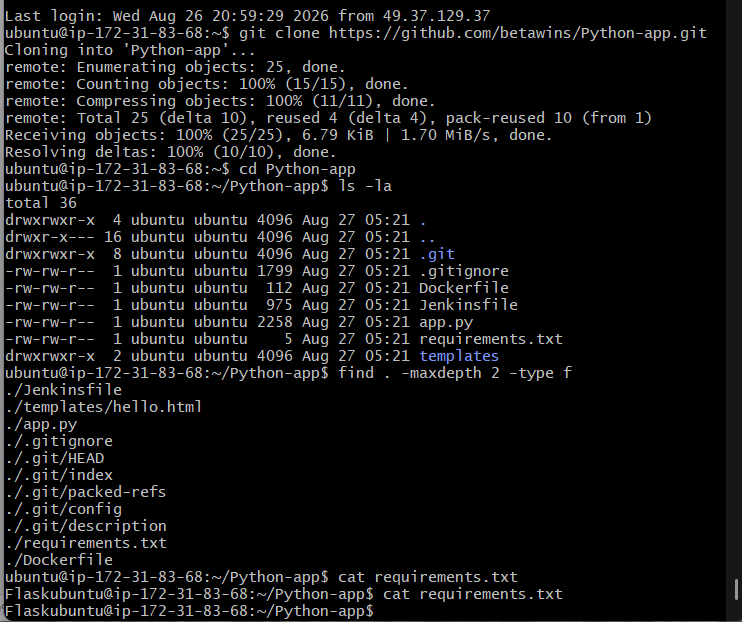 Last login: Wed Aug 26 20:59:29 2026 from 49.37.129.37
ubuntu@ip-172-31-83-68:~$ git clone https://github.com/betawins/Python-app.git
Cloning into 'Python-app'...
remote: Enumerating objects: 25, done.
remote: Counting objects: 100% (15/15), done.
remote: Compressing objects: 100% (11/11), done.
remote: Total 25 (delta 10), reused 4 (delta 4), pack-reused 10 (from 1)
Receiving objects: 100% (25/25), 6.79 KiB | 1.70 MiB/s, done.
Resolving deltas: 100% (10/10), done.
ubuntu@ip-172-31-83-68:~$ cd Python-app
ubuntu@ip-172-31-83-68:~/Python-app$ ls -la
total 36
drwxrwxr-x  4 ubuntu ubuntu 4096 Aug 27 05:21 .
drwxr-x--- 16 ubuntu ubuntu 4096 Aug 27 05:21 ..
drwxrwxr-x  8 ubuntu ubuntu 4096 Aug 27 05:21 .git
-rw-rw-r--  1 ubuntu ubuntu 1799 Aug 27 05:21 .gitignore
-rw-rw-r--  1 ubuntu ubuntu  112 Aug 27 05:21 Dockerfile
-rw-rw-r--  1 ubuntu ubuntu  975 Aug 27 05:21 Jenkinsfile
-rw-rw-r--  1 ubuntu ubuntu 2258 Aug 27 05:21 app.py
-rw-rw-r--  1 ubuntu ubuntu    5 Aug 27 05:21 requirements.txt
drwxrwxr-x  2 ubuntu ubuntu 4096 Aug 27 05:21 templates
ubuntu@ip-172-31-83-68:~/Python-app$ find . -maxdepth 2 -type f
./Jenkinsfile
./templates/hello.html
./app.py
./.gitignore
./.git/HEAD
./.git/index
./.git/packed-refs
./.git/config
./.git/description
./requirements.txt
./Dockerfile
ubuntu@ip-172-31-83-68:~/Python-app$ cat requirements.txt
Flaskubuntu@ip-172-31-83-68:~/Python-app$ cat requirements.txt
Flaskubuntu@ip-172-31-83-68:~/Python-app$